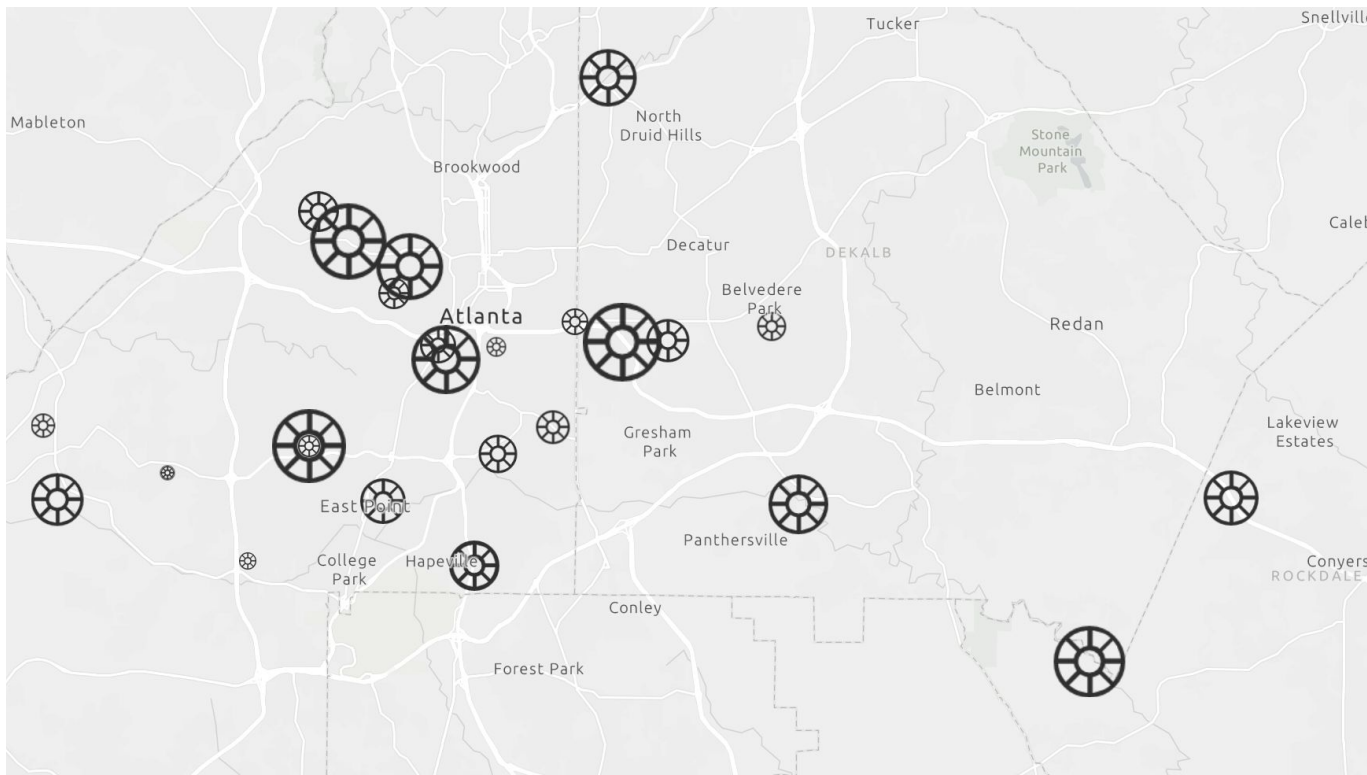 Tucker
Snellvill
Mableton
North
Druid Hills
Stone
Mountain
Park
Brookwood
Caleb
Decatur
DEKALB
Belvedere
Park
Atlanta
Redan
Belmont
Lakeview
Estates
Gresham
Park
East Point
Panthersville
College
Park
Hapeville
Conyers
ROCKDALE
Conley
Forest Park